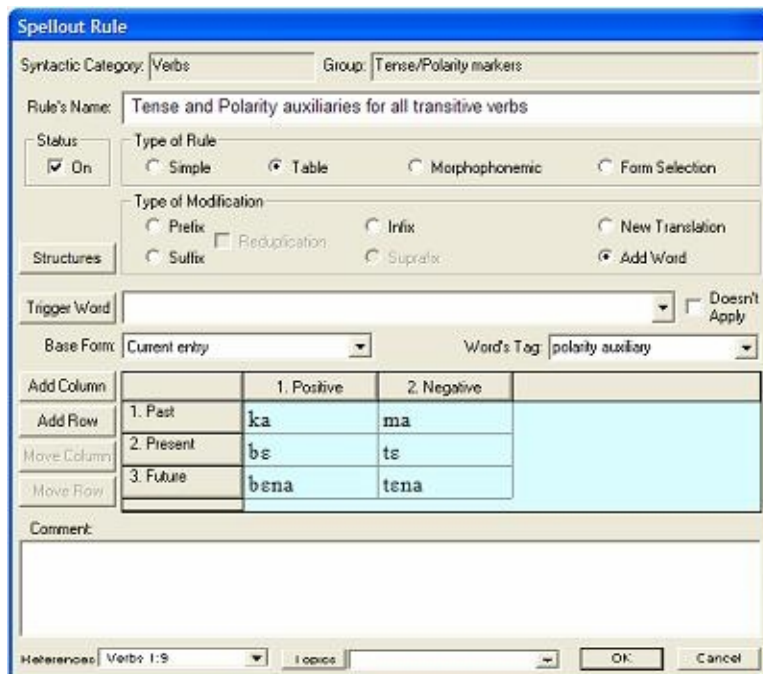 Spellout Rule
Syntactic Category: Verbs Group: Tense/Polarity markers
Rule's Name: Tense and Polarity auxiliaries for all transitive verbs
Status Type of Rule
On Simple Table Morphophonemic Form Selection
Type of Modification
Prefix Infix New Translation
Reduplication
Structures Suffix Suprafix Add Word
Trigger Word Doesn't Apply
Base Form: Current entry Word's Tag: polarity auxiliary
Add Column 1. Positive 2. Negative
Add Row 1. Past ka ma
Move Column 2. Present bɛ tɛ
Move Row 3. Future bɛna tɛna
Comment:
References: Verbs 1:9 Topics OK Cancel